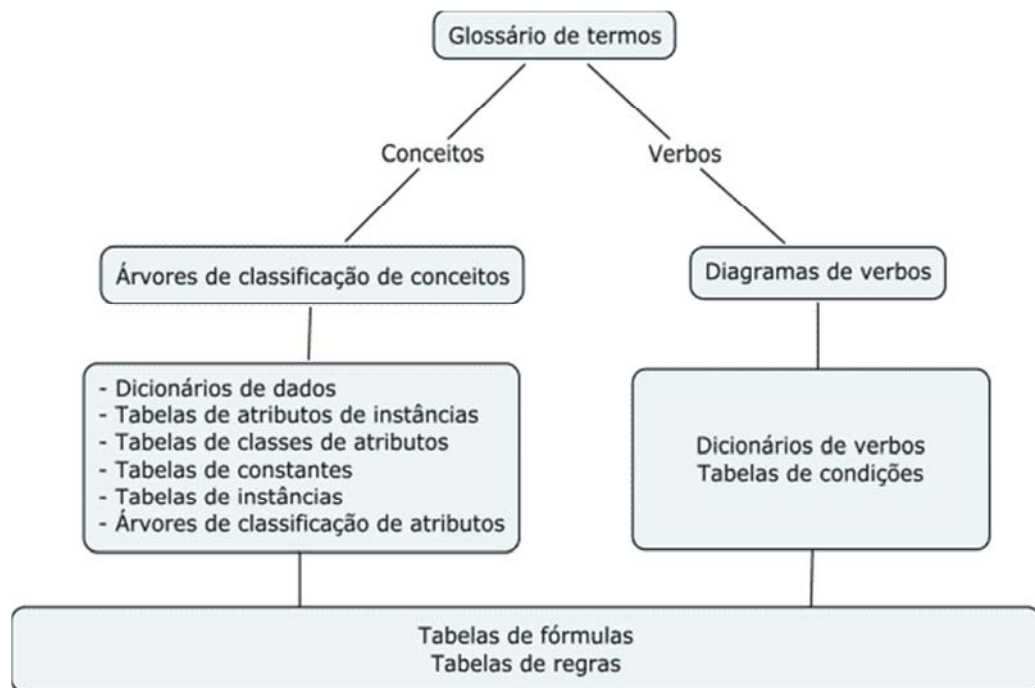 Glossário de termos
Conceitos
Verbos
Árvores de classificação de conceitos
Diagramas de verbos
- Dicionários de dados
- Tabelas de atributos de instâncias
- Tabelas de classes de atributos
- Tabelas de constantes
- Tabelas de instâncias
- Árvores de classificação de atributos
Dicionários de verbos
Tabelas de condições
Tabelas de fórmulas
Tabelas de regras